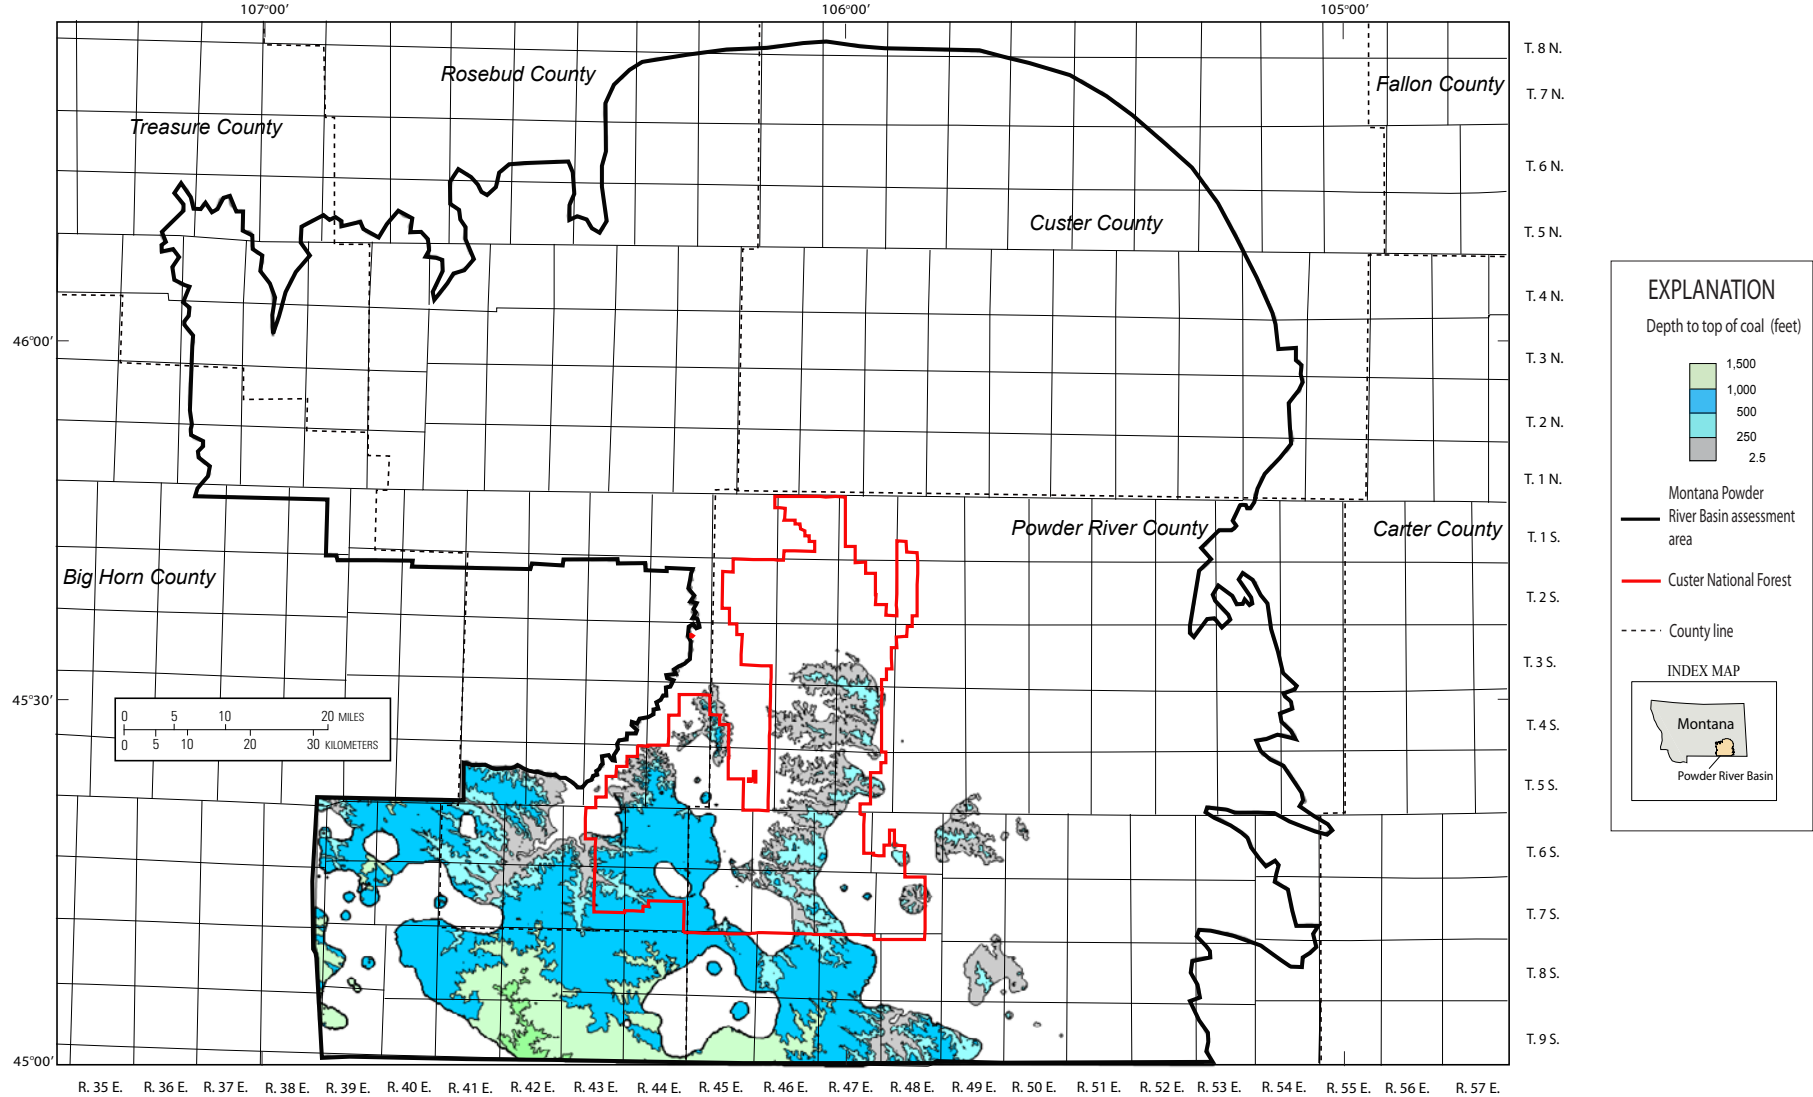 107°00′ 106°00′ 105°00′
T. 8 N.
Rosebud County
Fallon County
T. 7 N.
Treasure County
T. 6 N.
Custer County
T. 5 N.
T. 4 N.
46°00′
T. 3 N.
T. 2 N.
T. 1 N.
Powder River County
Carter County
T. 1 S.
Big Horn County
T. 2 S.
T. 3 S.
45°30′
T. 4 S.
0 5 10 20 MILES
0 5 10 20 30 KILOMETERS
T. 5 S.
T. 6 S.
T. 7 S.
T. 8 S.
T. 9 S.
45°00′
R. 35 E. R. 36 E. R. 37 E. R. 38 E. R. 39 E. R. 40 E. R. 41 E. R. 42 E. R. 43 E. R. 44 E. R. 45 E. R. 46 E. R. 47 E. R. 48 E. R. 49 E. R. 50 E. R. 51 E. R. 52 E. R. 53 E. R. 54 E. R. 55 E. R. 56 E. R. 57 E.
EXPLANATION
Depth to top of coal (feet)
1,500
1,000
500
250
2.5
Montana Powder
River Basin assessment
area
Custer National Forest
County line
INDEX MAP
Montana
Powder River Basin